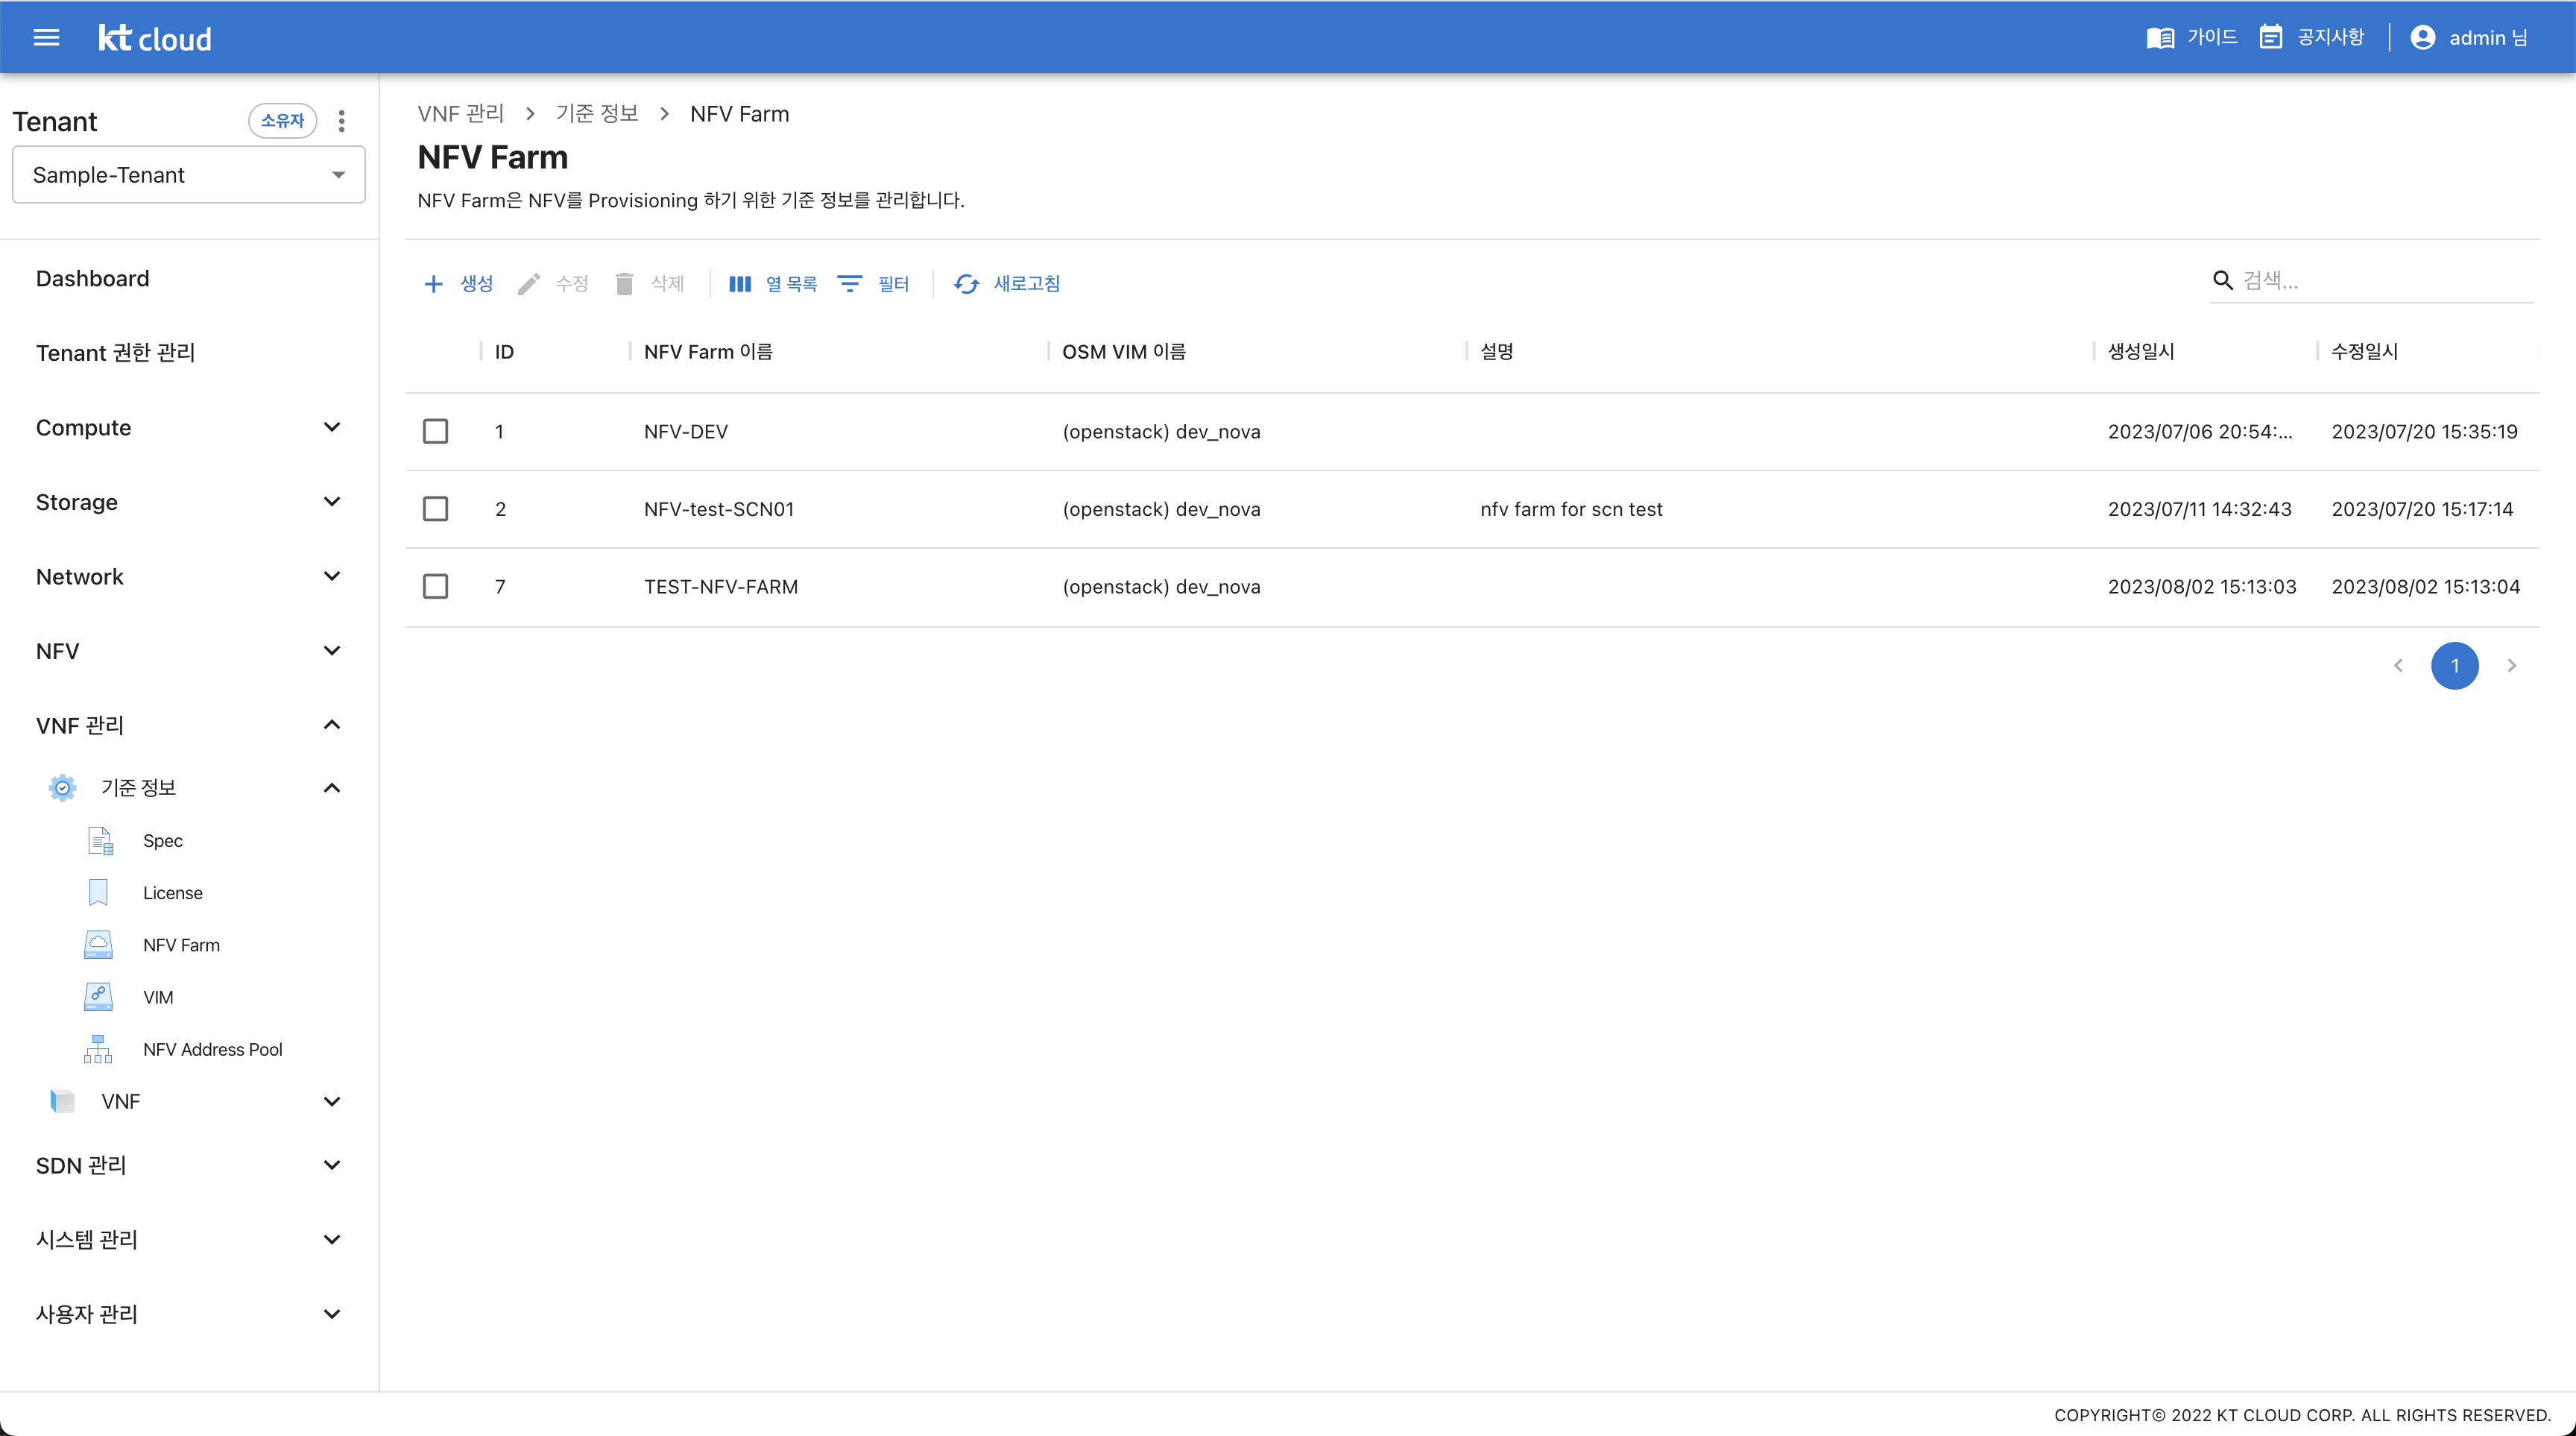 kt cloud
가이드
공지사항
admin 님
Tenant
소유자
Sample-Tenant
Dashboard
Tenant 권한 관리
Compute
Storage
Network
NFV
VNF 관리
기준 정보
Spec
License
NFV Farm
VIM
NFV Address Pool
VNF
SDN 관리
시스템 관리
사용자 관리
VNF 관리 > 기준 정보 > NFV Farm
NFV Farm
NFV Farm은 NFV를 Provisioning 하기 위한 기준 정보를 관리합니다.
생성 수정 삭제 열 목록 필터 새로고침 검색...
ID NFV Farm 이름 OSM VIM 이름 설명 생성일시 수정일시
1 NFV-DEV (openstack) dev_nova 2023/07/06 20:54:... 2023/07/20 15:35:19
2 NFV-test-SCN01 (openstack) dev_nova nfv farm for scn test 2023/07/11 14:32:43 2023/07/20 15:17:14
7 TEST-NFV-FARM (openstack) dev_nova 2023/08/02 15:13:03 2023/08/02 15:13:04
1
COPYRIGHT© 2022 KT CLOUD CORP. ALL RIGHTS RESERVED.